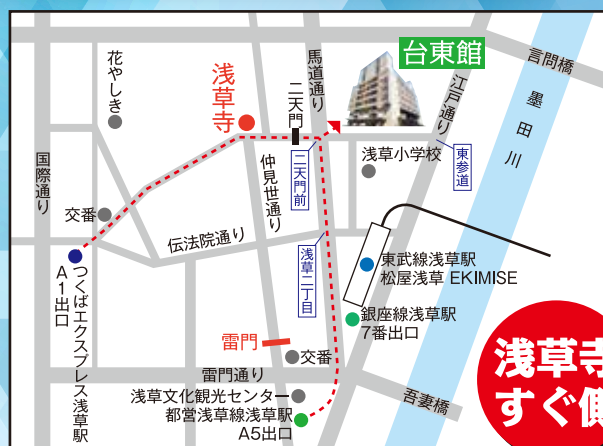 花やしき
馬道通り
台東館
言問橋
浅草寺
二天門
江戸通り
墨田川
国際通り
仲見世通り
二天門前
浅草小学校
東参道
交番
伝法院通り
浅草二丁目
つくばエクスプレス浅草駅
A1出口
東武線浅草駅
松屋浅草 EKIMISE
銀座線浅草駅
7番出口
雷門
交番
雷門通り
浅草文化観光センター
都営浅草線浅草駅
A5出口
吾妻橋
浅草寺
すぐ側